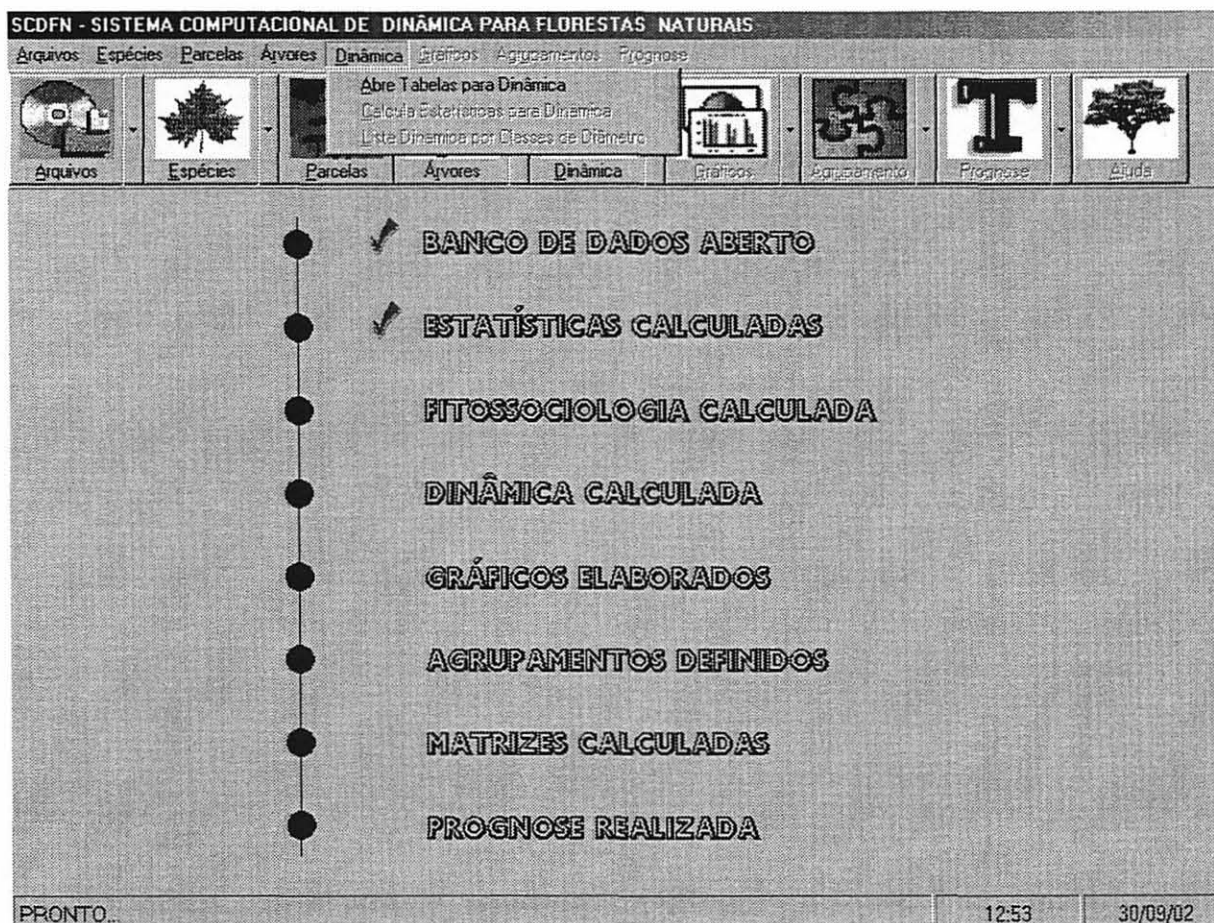 SCDFN - SISTEMA COMPUTACIONAL DE DINÂMICA PARA FLORESTAS NATURAIS
Arquivos Espécies Parcelas Árvores Dinâmica Gráficos Agrupamentos Prognose
Abre Tabelas para Dinâmica
Calcula Estatísticas para Dinâmica
Lista Dinâmica por Classes de Diâmetro
Arquivos Espécies Parcelas Árvores Dinâmica Gráficos Agrupamento Prognose Ajuda
BANCO DE DADOS ABERTO
ESTATÍSTICAS CALCULADAS
FITOSSOCIOLOGIA CALCULADA
DINÂMICA CALCULADA
GRÁFICOS ELABORADOS
AGRUPAMENTOS DEFINIDOS
MATRIZES CALCULADAS
PROGNOSE REALIZADA
PRONTO... 12:53 30/09/02